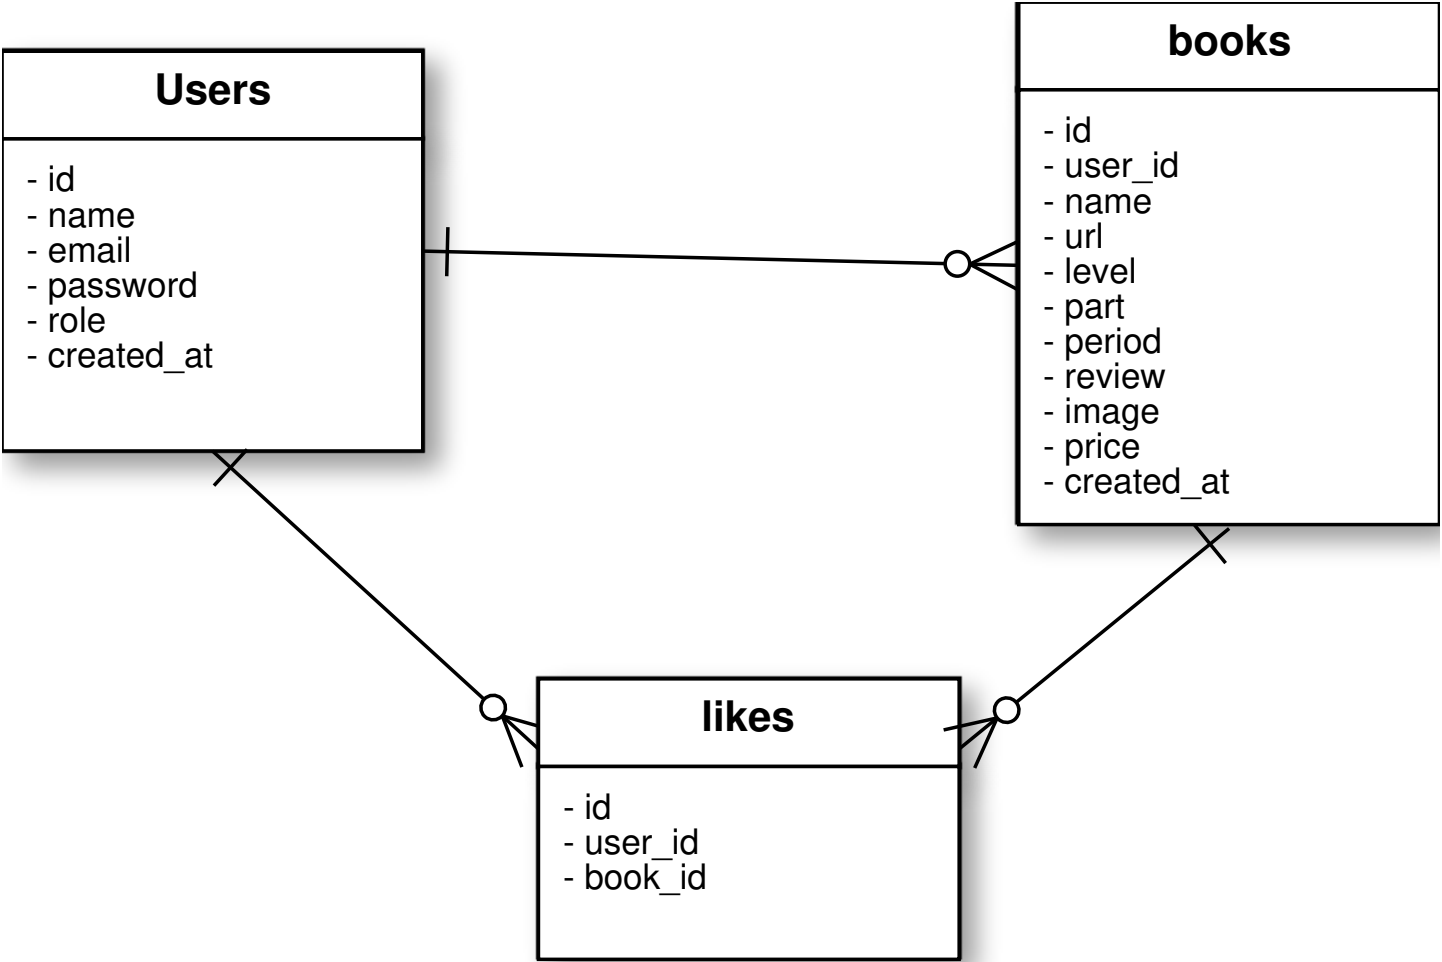 Users
- id
- name
- email
- password
- role
- created_at
books
- id
- user_id
- name
- url
- level
- part
- period
- review
- image
- price
- created_at
likes
- id
- user_id
- book_id